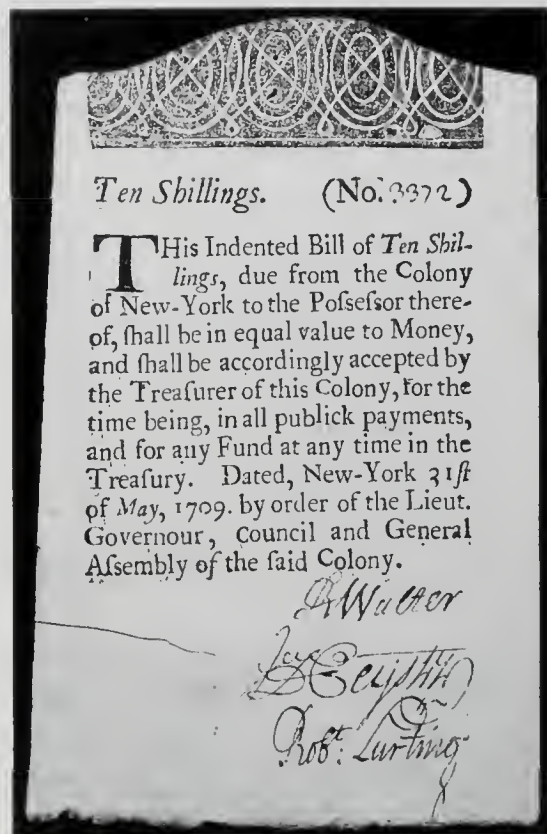 Ten Shillings. (No. 3372)
THis Indented Bill of Ten Shil-
lings, due from the Colony
of New-York to the Poſſeſſor there-
of, ſhall be in equal value to Money,
and ſhall be accordingly accepted by
the Treaſurer of this Colony, for the
time being, in all publick payments,
and for any Fund at any time in the
Treaſury. Dated, New-York 31ſt
of May, 1709. by order of the Lieut.
Governour, Council and General
Aſſembly of the ſaid Colony.
R Walter
Robt. Lurting